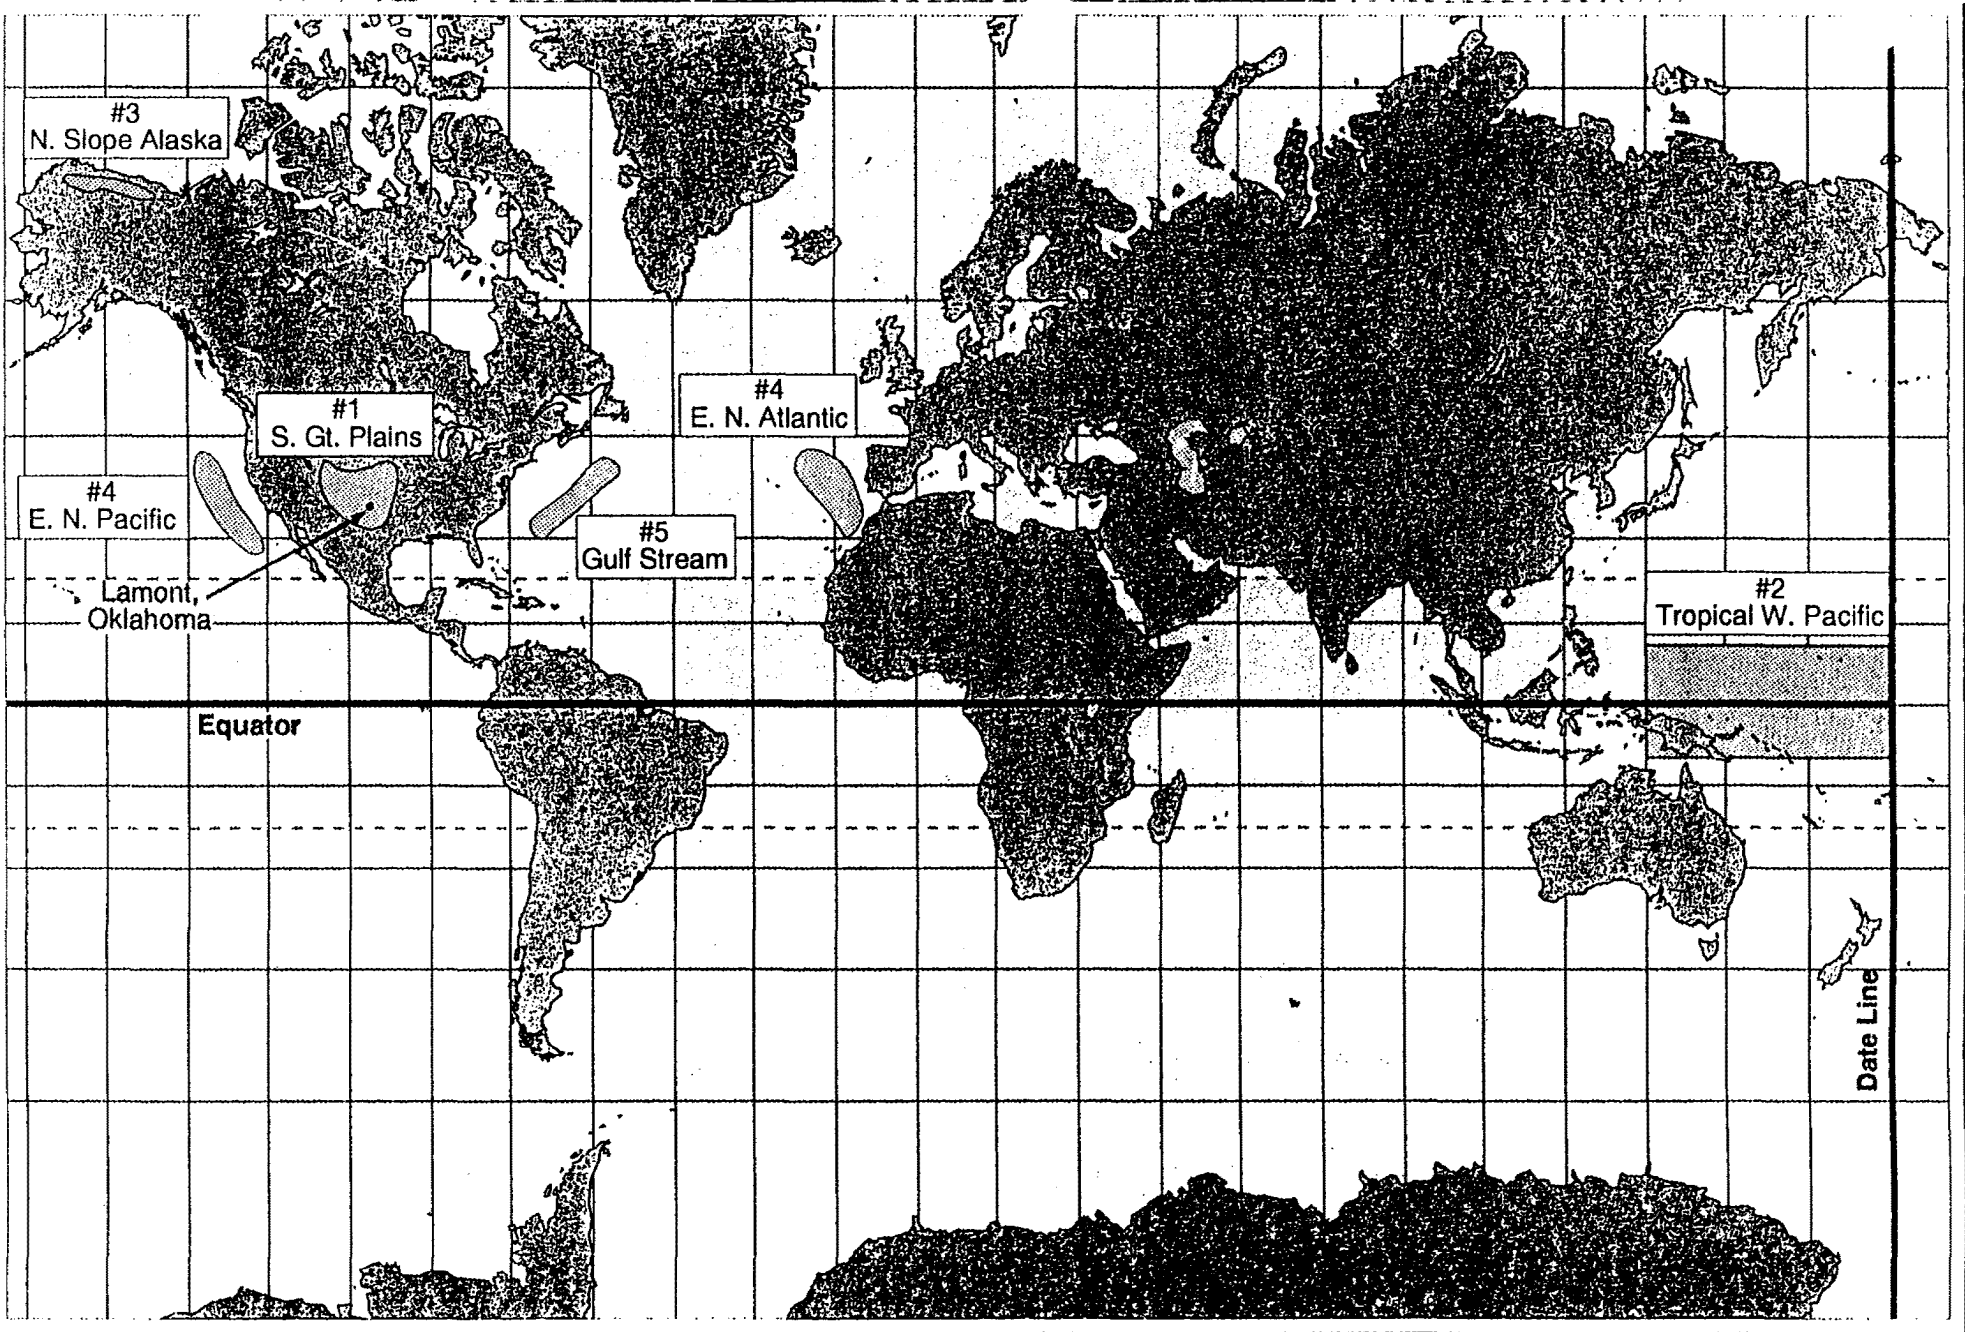 #3
N. Slope Alaska
#4
E. N. Atlantic
#1
S. Gt. Plains
#4
E. N. Pacific
#5
Gulf Stream
Lamont,
Oklahoma
#2
Tropical W. Pacific
Equator
Date Line